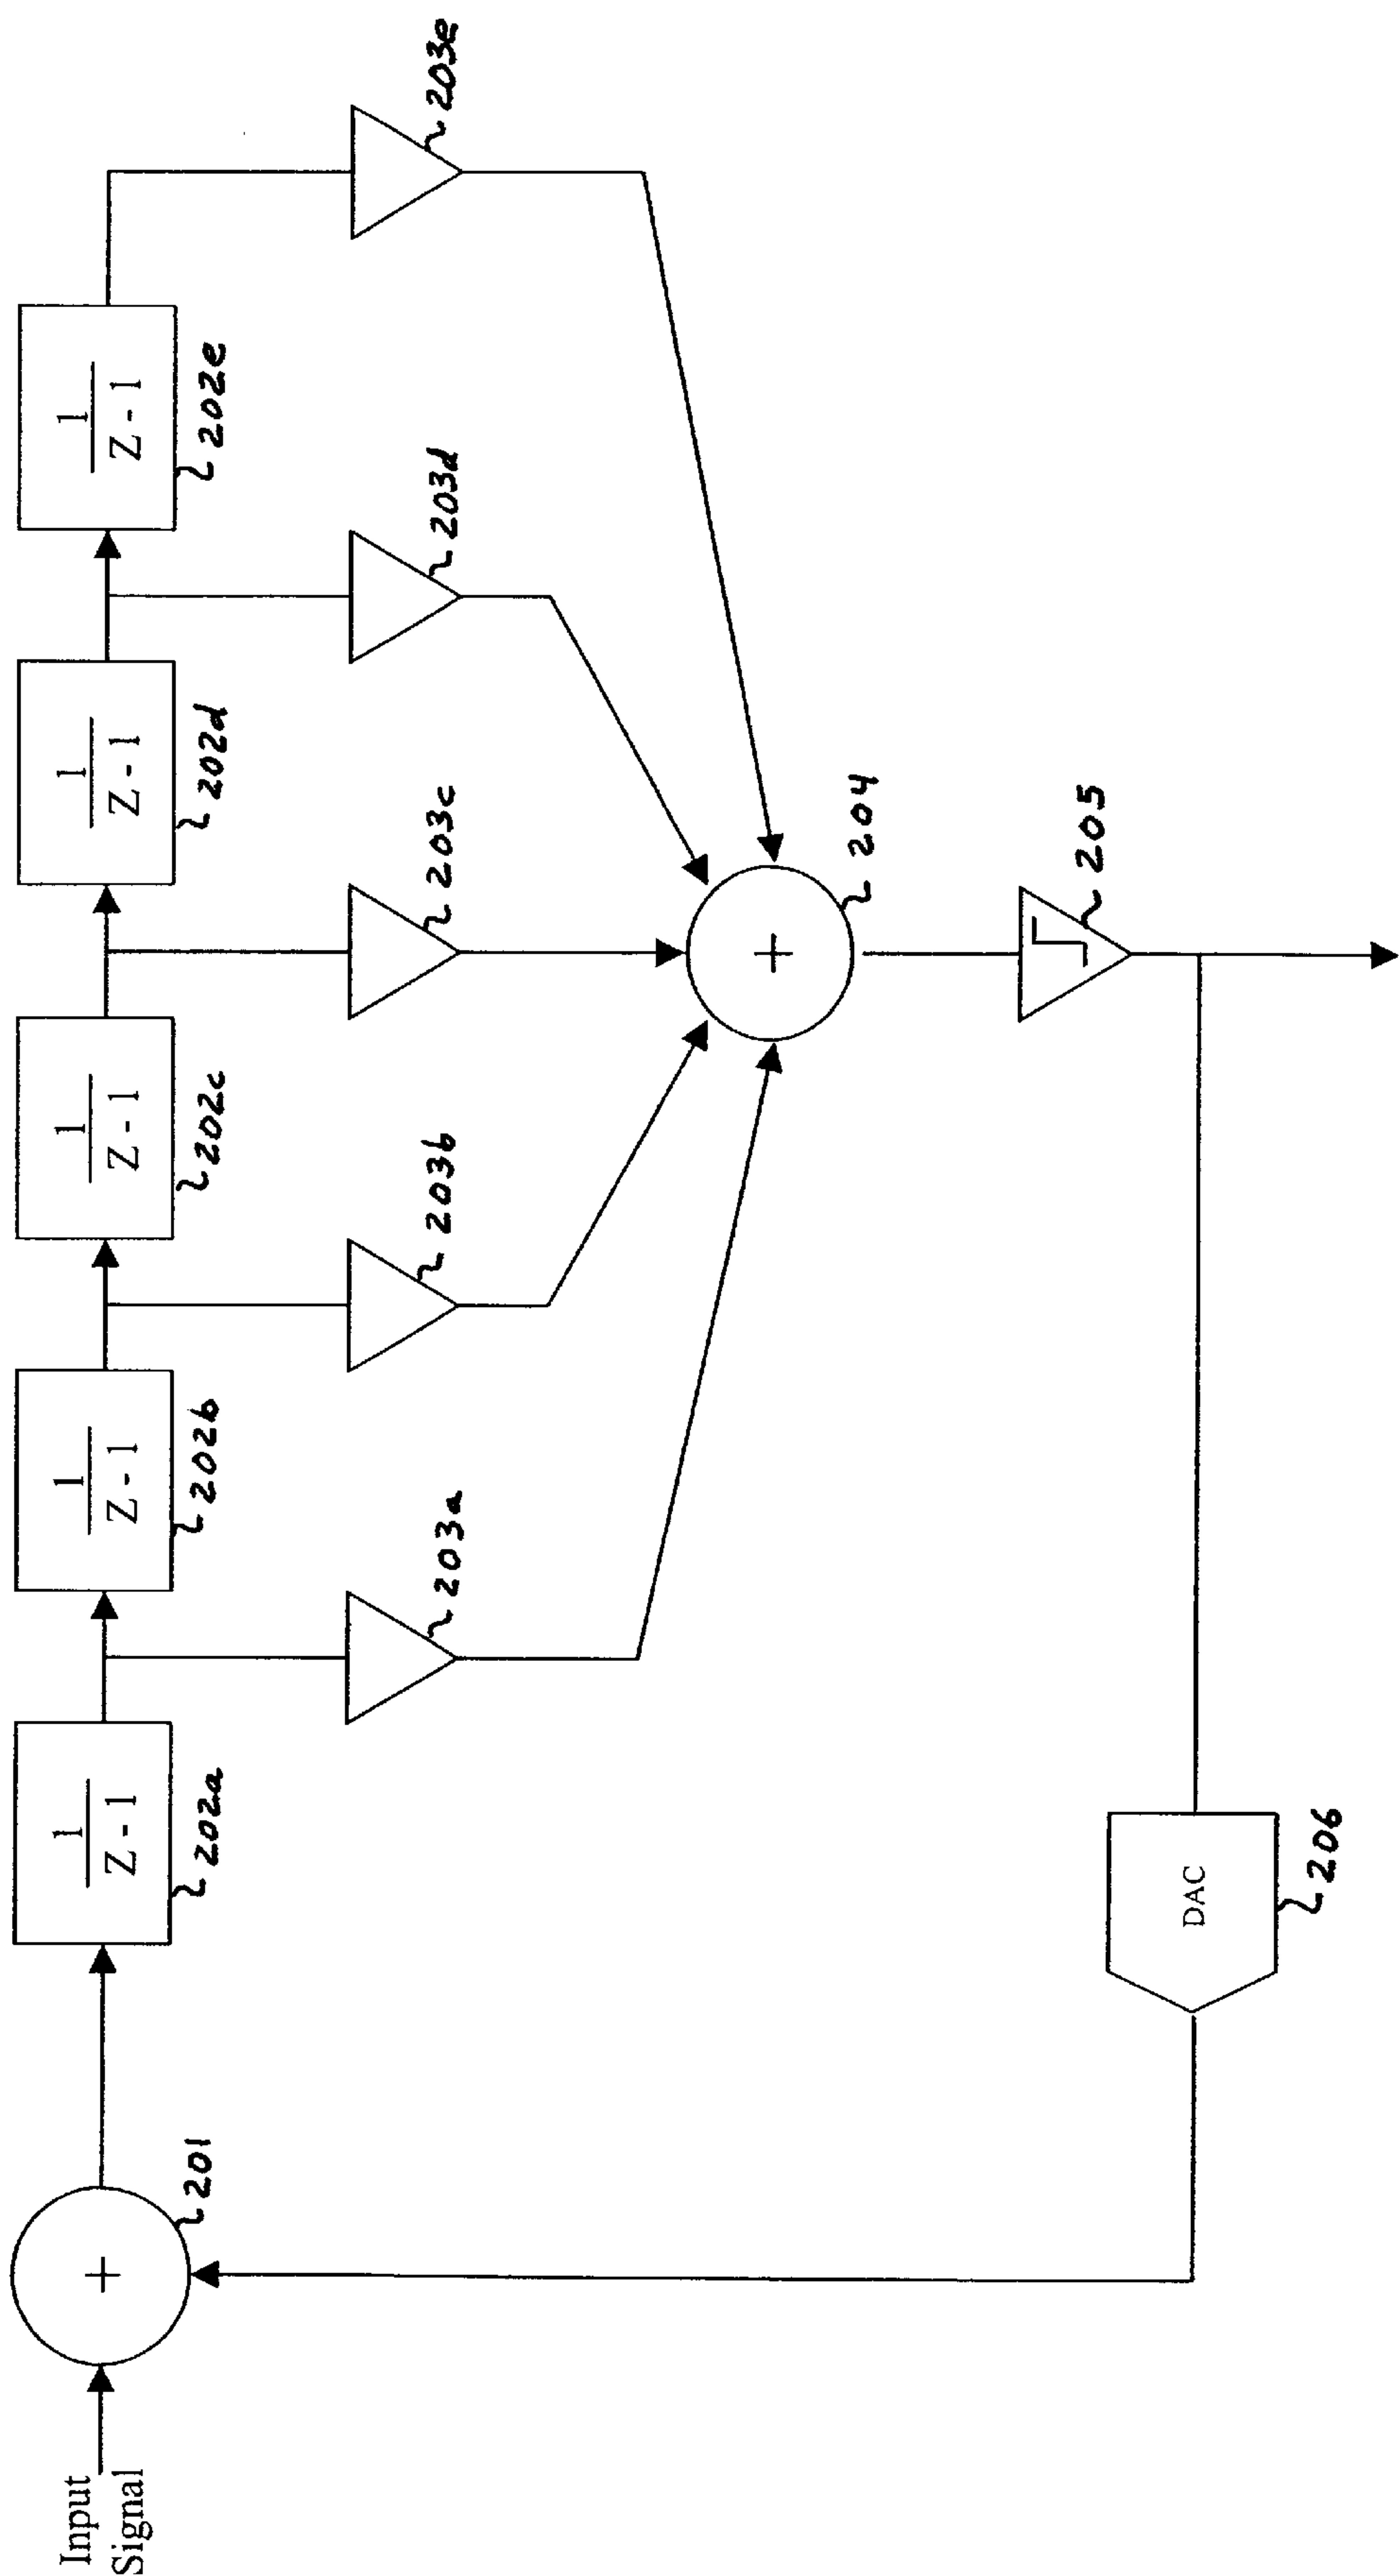 Input
Signal
+
201
1
Z - 1
202a
1
Z - 1
202b
1
Z - 1
202c
1
Z - 1
202d
1
Z - 1
202e
203a
203b
203c
203d
203e
+
204
205
DAC
206